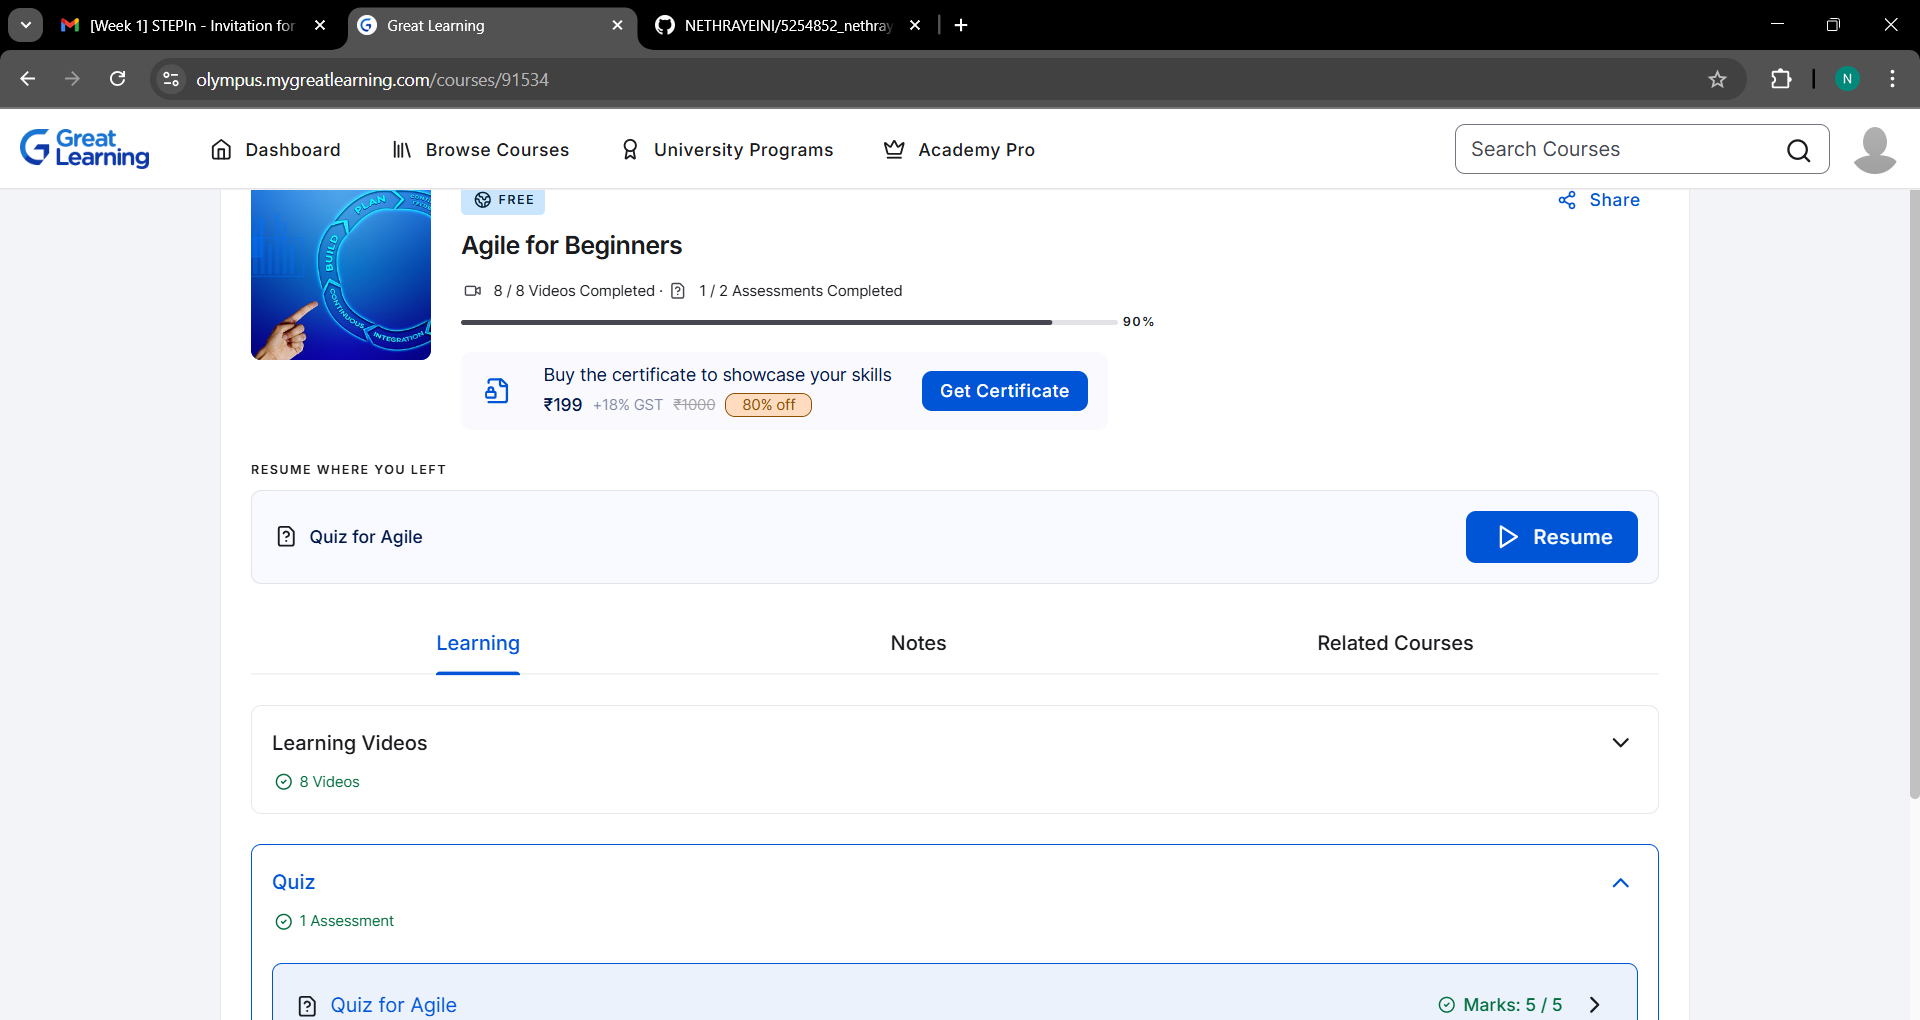 [Week 1] STEPIn - Invitation for
Great Learning
NETHRAYEINI/5254852_nethray
olympus.mygreatlearning.com/courses/91534
N
Great Learning
Dashboard
Browse Courses
University Programs
Academy Pro
Search Courses
PLAN
BUILD
CONTINUOUS
INTEGRATION
FREE
Share
Agile for Beginners
8 / 8 Videos Completed · 1 / 2 Assessments Completed
90%
Buy the certificate to showcase your skills
₹199 +18% GST ₹1000 80% off
Get Certificate
RESUME WHERE YOU LEFT
Quiz for Agile
Resume
Learning
Notes
Related Courses
Learning Videos
8 Videos
Quiz
1 Assessment
Quiz for Agile
Marks: 5 / 5